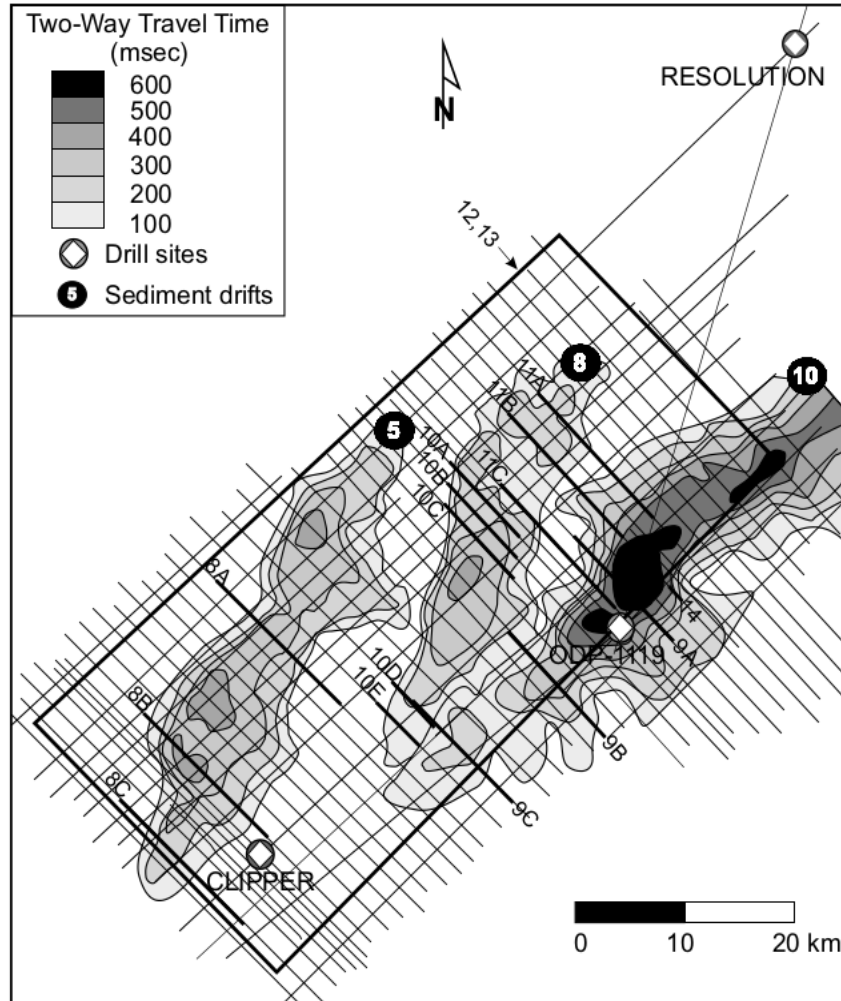 Two-Way Travel Time
(msec)
600
500
400
300
200
100
Drill sites
5 Sediment drifts
N
RESOLUTION
12,13
8
10
5
11A
11B
10A
10B
11C
10C
8A
14
ODP-1119
9A
10D
10E
8B
9B
8C
9C
CLIPPER
0 10 20 km